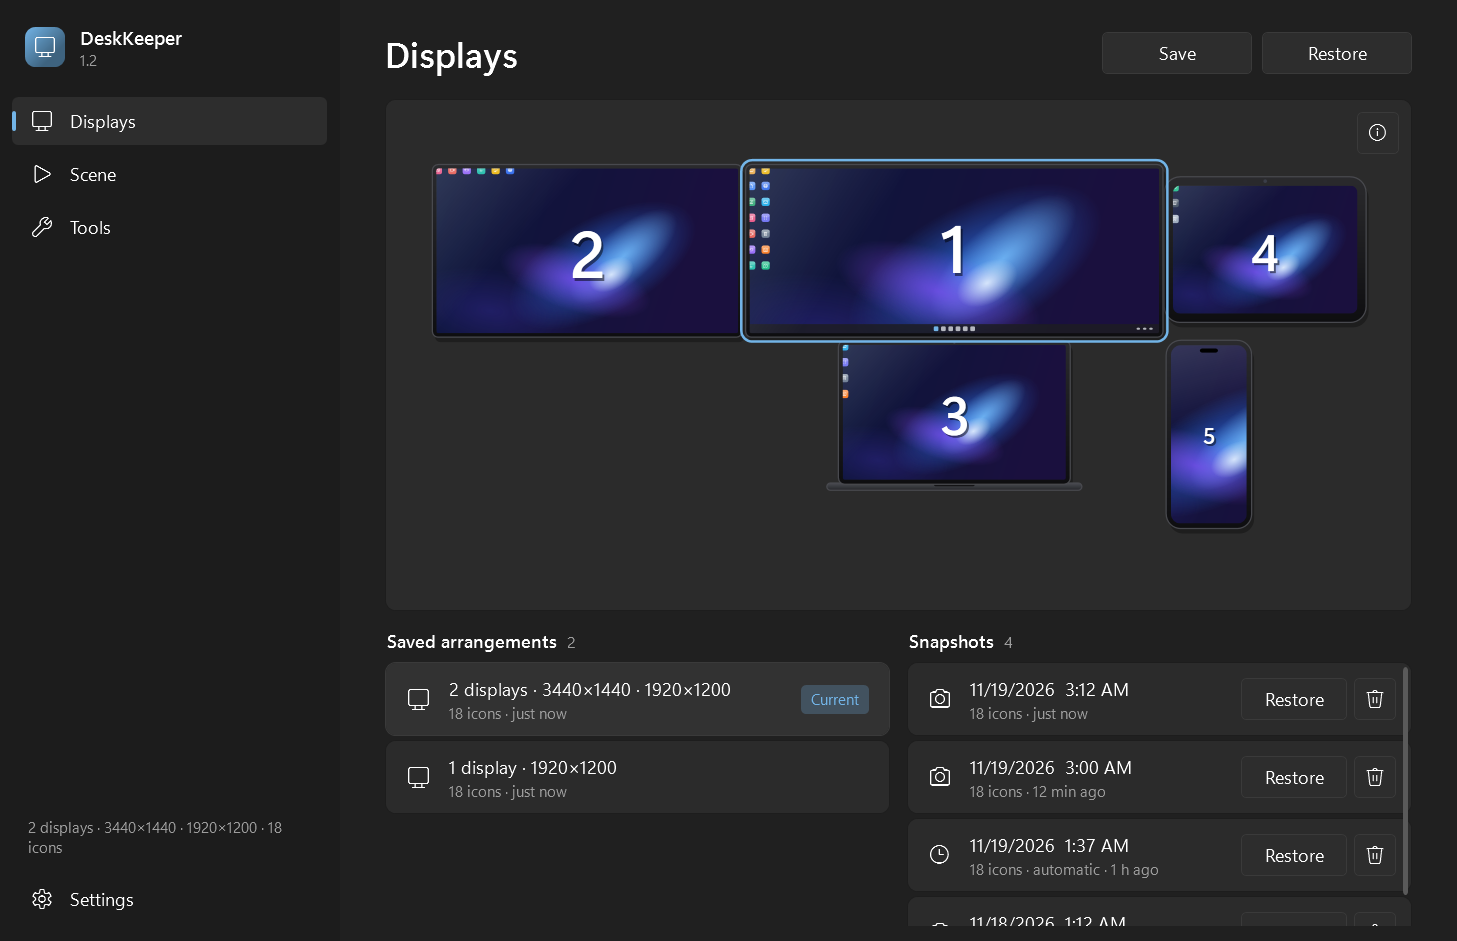 DeskKeeper
1.2
Displays
Scene
Tools
2 displays · 3440×1440 · 1920×1200 · 18
icons
Settings
Displays
Save
Restore
2
1
4
3
5
Saved arrangements 2
2 displays · 3440×1440 · 1920×1200
18 icons · just now
Current
1 display · 1920×1200
18 icons · just now
Snapshots 4
11/19/2026 3:12 AM
18 icons · just now
Restore
11/19/2026 3:00 AM
18 icons · 12 min ago
Restore
11/19/2026 1:37 AM
18 icons · automatic · 1 h ago
Restore
11/18/2026 1:12 AM